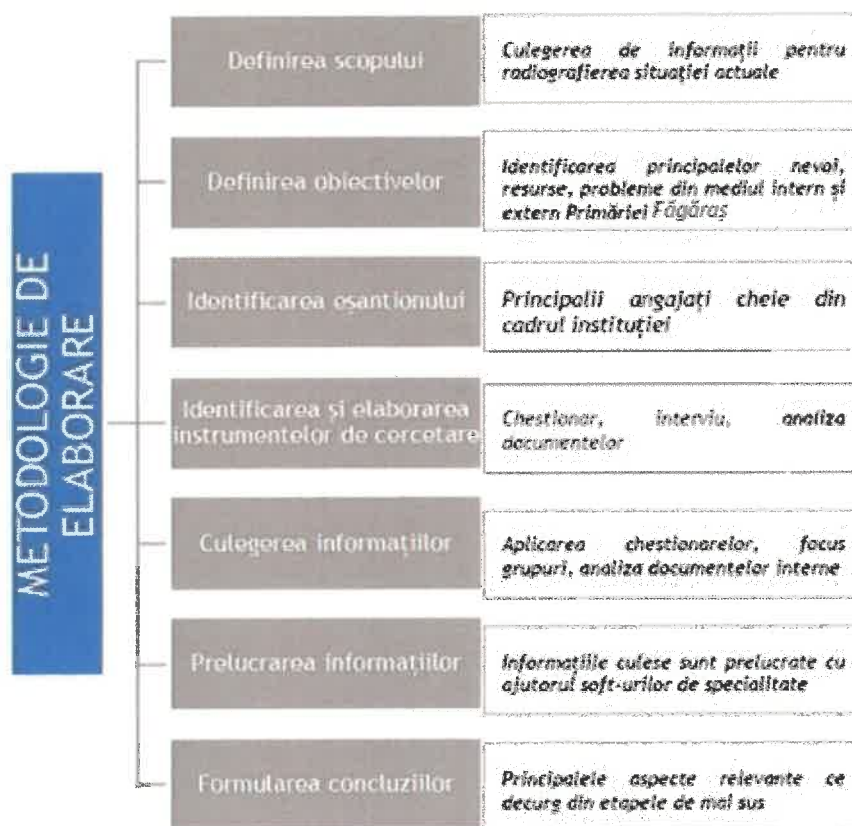 METODOLOGIE DE
ELABORARE
Definirea scopului
Culegerea de informații pentru
radiografierea situației actuale
Definirea obiectivelor
Identificarea principalelor nevoi,
resurse, probleme din mediul intern și
extern Primăriei Făgăraș
Identificarea eșantionului
Principalii angajați cheie din
cadrul instituției
Identificarea și elaborarea
instrumentelor de cercetare
Chestionar, interviu, analiza
documentelor
Culegerea informațiilor
Aplicarea chestionarelor, focus
grupuri, analiza documentelor interne
Prelucrarea informațiilor
Informațiile culese sunt prelucrate cu
ajutorul soft-urilor de specialitate
Formularea concluziilor
Principalele aspecte relevante ce
decurg din etapele de mai sus